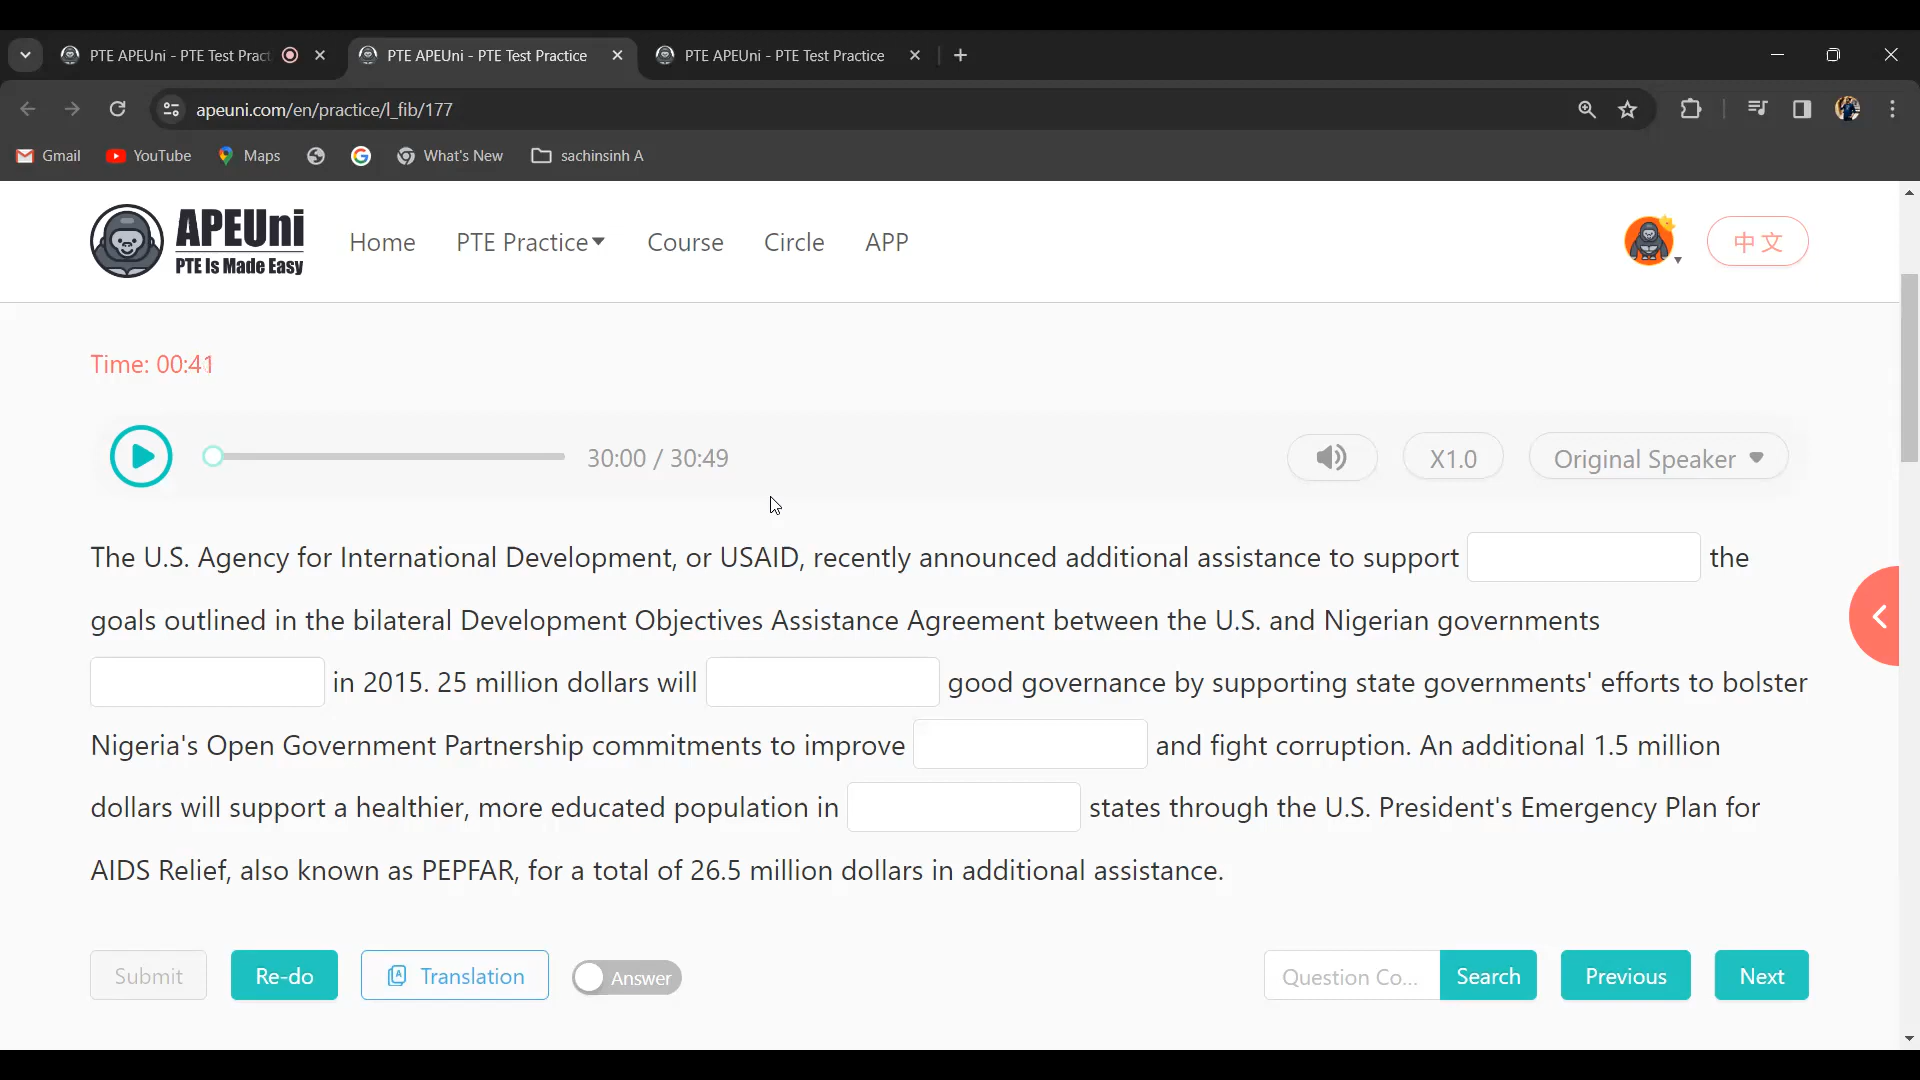 PTE APEUni - PTE Test Pract
PTE APEUni - PTE Test Practice
PTE APEUni - PTE Test Practice
apeuni.com/en/practice/l_fib/177
Gmail
YouTube
Maps
What's New
sachinsinh A
APEUni
PTE Is Made Easy
Home
PTE Practice
Course
Circle
APP
中文
Time: 00:41
30:00 / 30:49
X1.0
Original Speaker
The U.S. Agency for International Development, or USAID, recently announced additional assistance to support the
goals outlined in the bilateral Development Objectives Assistance Agreement between the U.S. and Nigerian governments
in 2015. 25 million dollars will good governance by supporting state governments' efforts to bolster
Nigeria's Open Government Partnership commitments to improve and fight corruption. An additional 1.5 million
dollars will support a healthier, more educated population in states through the U.S. President's Emergency Plan for
AIDS Relief, also known as PEPFAR, for a total of 26.5 million dollars in additional assistance.
Submit
Re-do
Translation
Answer
Question Co...
Search
Previous
Next